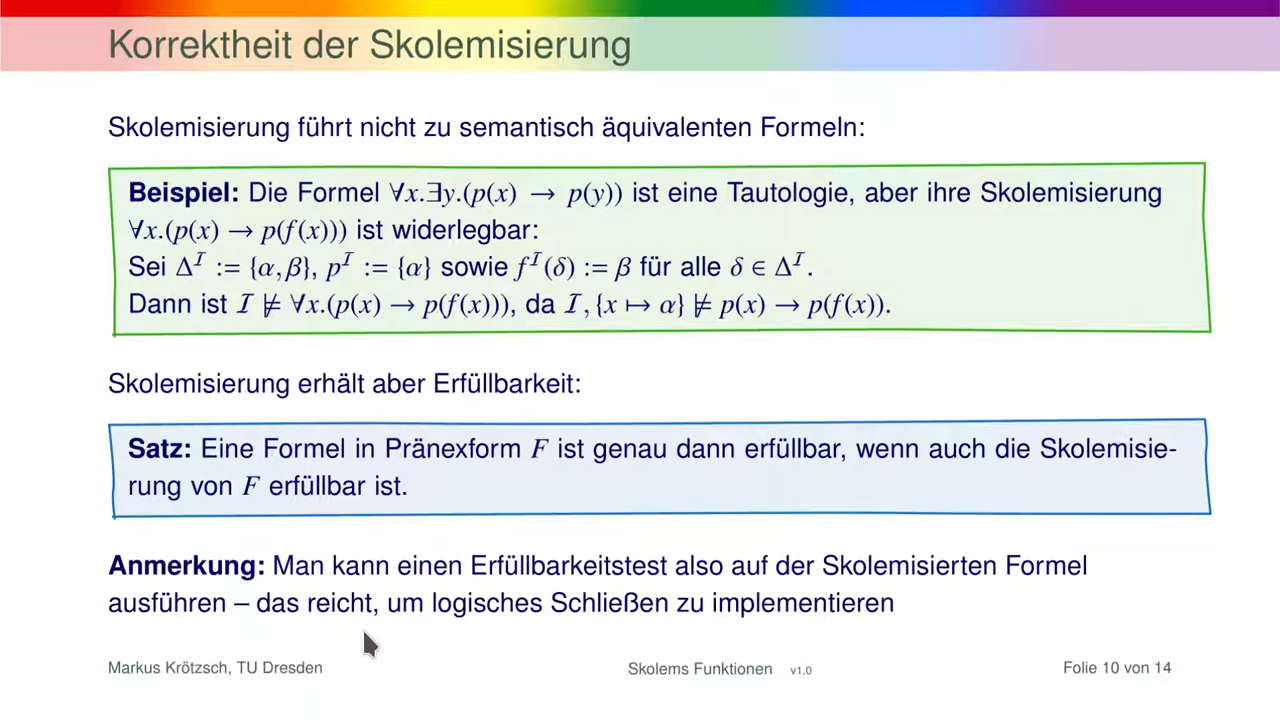 Korrektheit der Skolemisierung
Skolemisierung führt nicht zu semantisch äquivalenten Formeln:
Beispiel: Die Formel ∀x.∃y.(p(x) → p(y)) ist eine Tautologie, aber ihre Skolemisierung
∀x.(p(x) → p(f(x))) ist widerlegbar:
Sei Δ^ℐ := {α, β}, p^ℐ := {α} sowie f^ℐ(δ) := β für alle δ ∈ Δ^ℐ.
Dann ist ℐ ⊭ ∀x.(p(x) → p(f(x))), da ℐ, {x ↦ α} ⊭ p(x) → p(f(x)).
Skolemisierung erhält aber Erfüllbarkeit:
Satz: Eine Formel in Pränexform F ist genau dann erfüllbar, wenn auch die Skolemisie-
rung von F erfüllbar ist.
Anmerkung: Man kann einen Erfüllbarkeitstest also auf der Skolemisierten Formel
ausführen – das reicht, um logisches Schließen zu implementieren
Markus Krötzsch, TU Dresden Skolems Funktionen v1.0 Folie 10 von 14